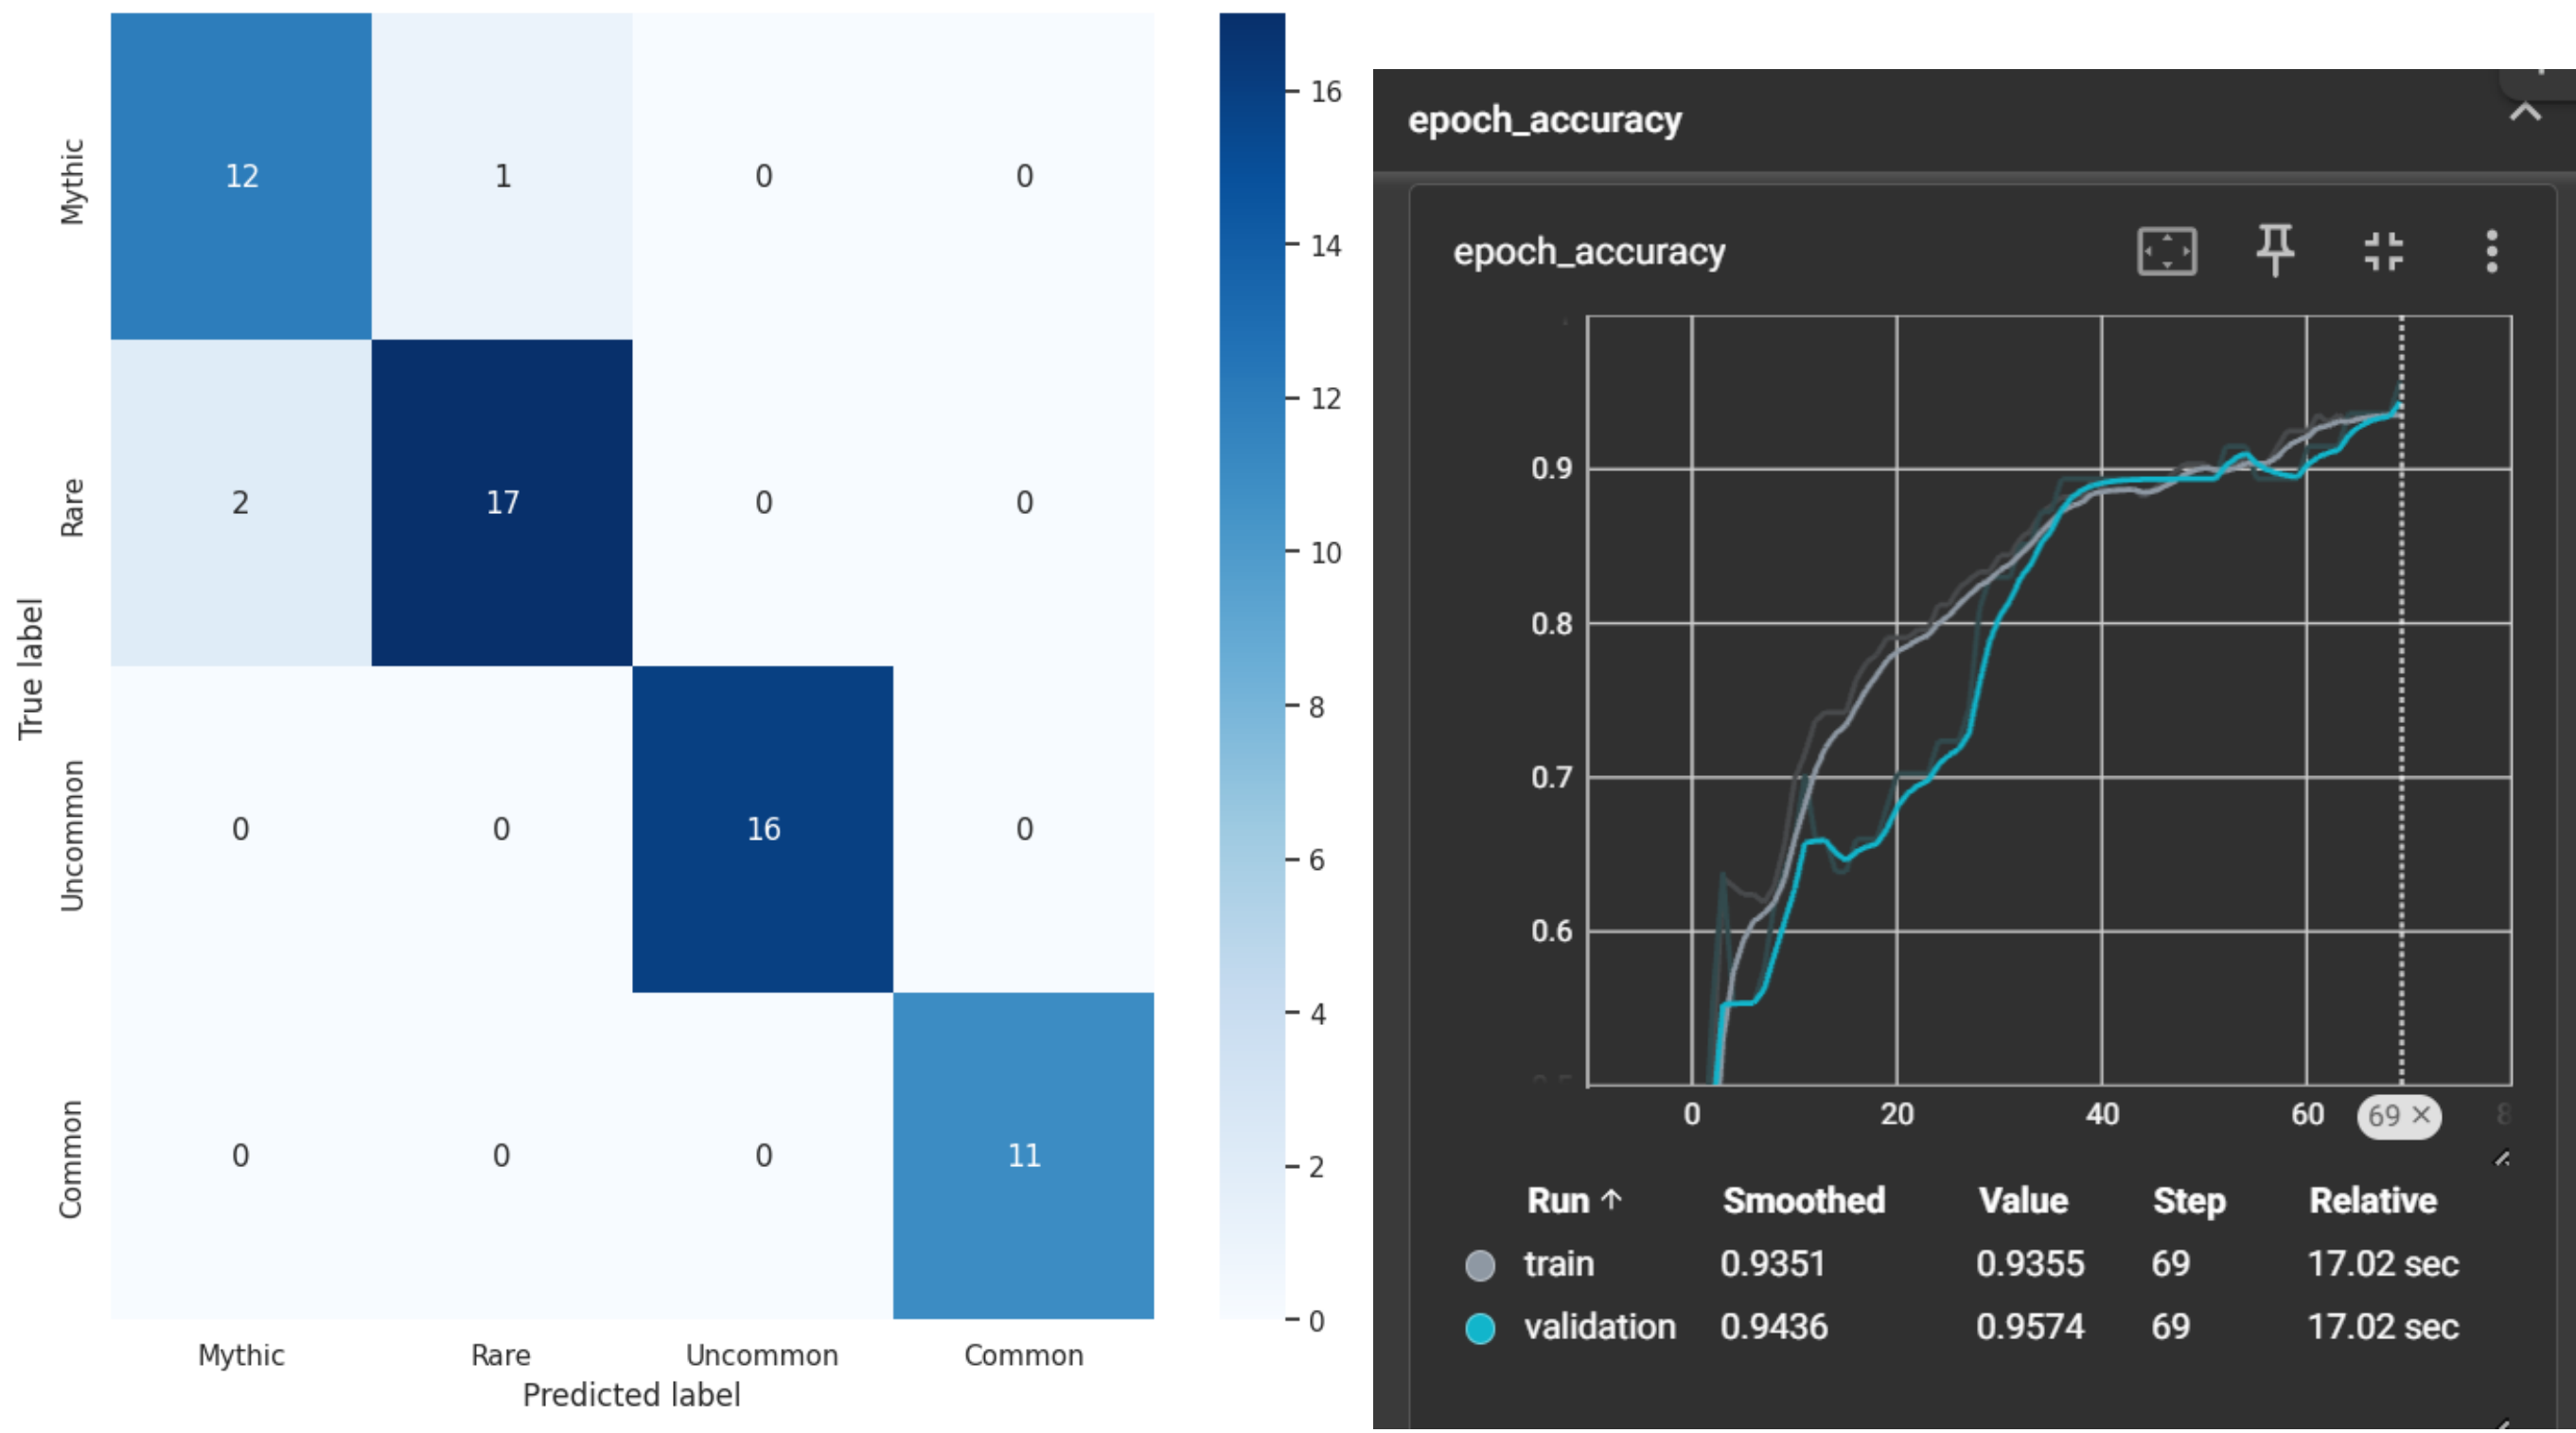 True label
Mythic
12 1 0 0
Rare
2 17 0 0
Uncommon
0 0 16 0
Common
0 0 0 11
Mythic Rare Uncommon Common
Predicted label
16
14
12
10
8
6
4
2
0
epoch_accuracy
epoch_accuracy
0.9
0.8
0.7
0.6
0 20 40 60 69 × 8
Run ↑ Smoothed Value Step Relative
train 0.9351 0.9355 69 17.02 sec
validation 0.9436 0.9574 69 17.02 sec